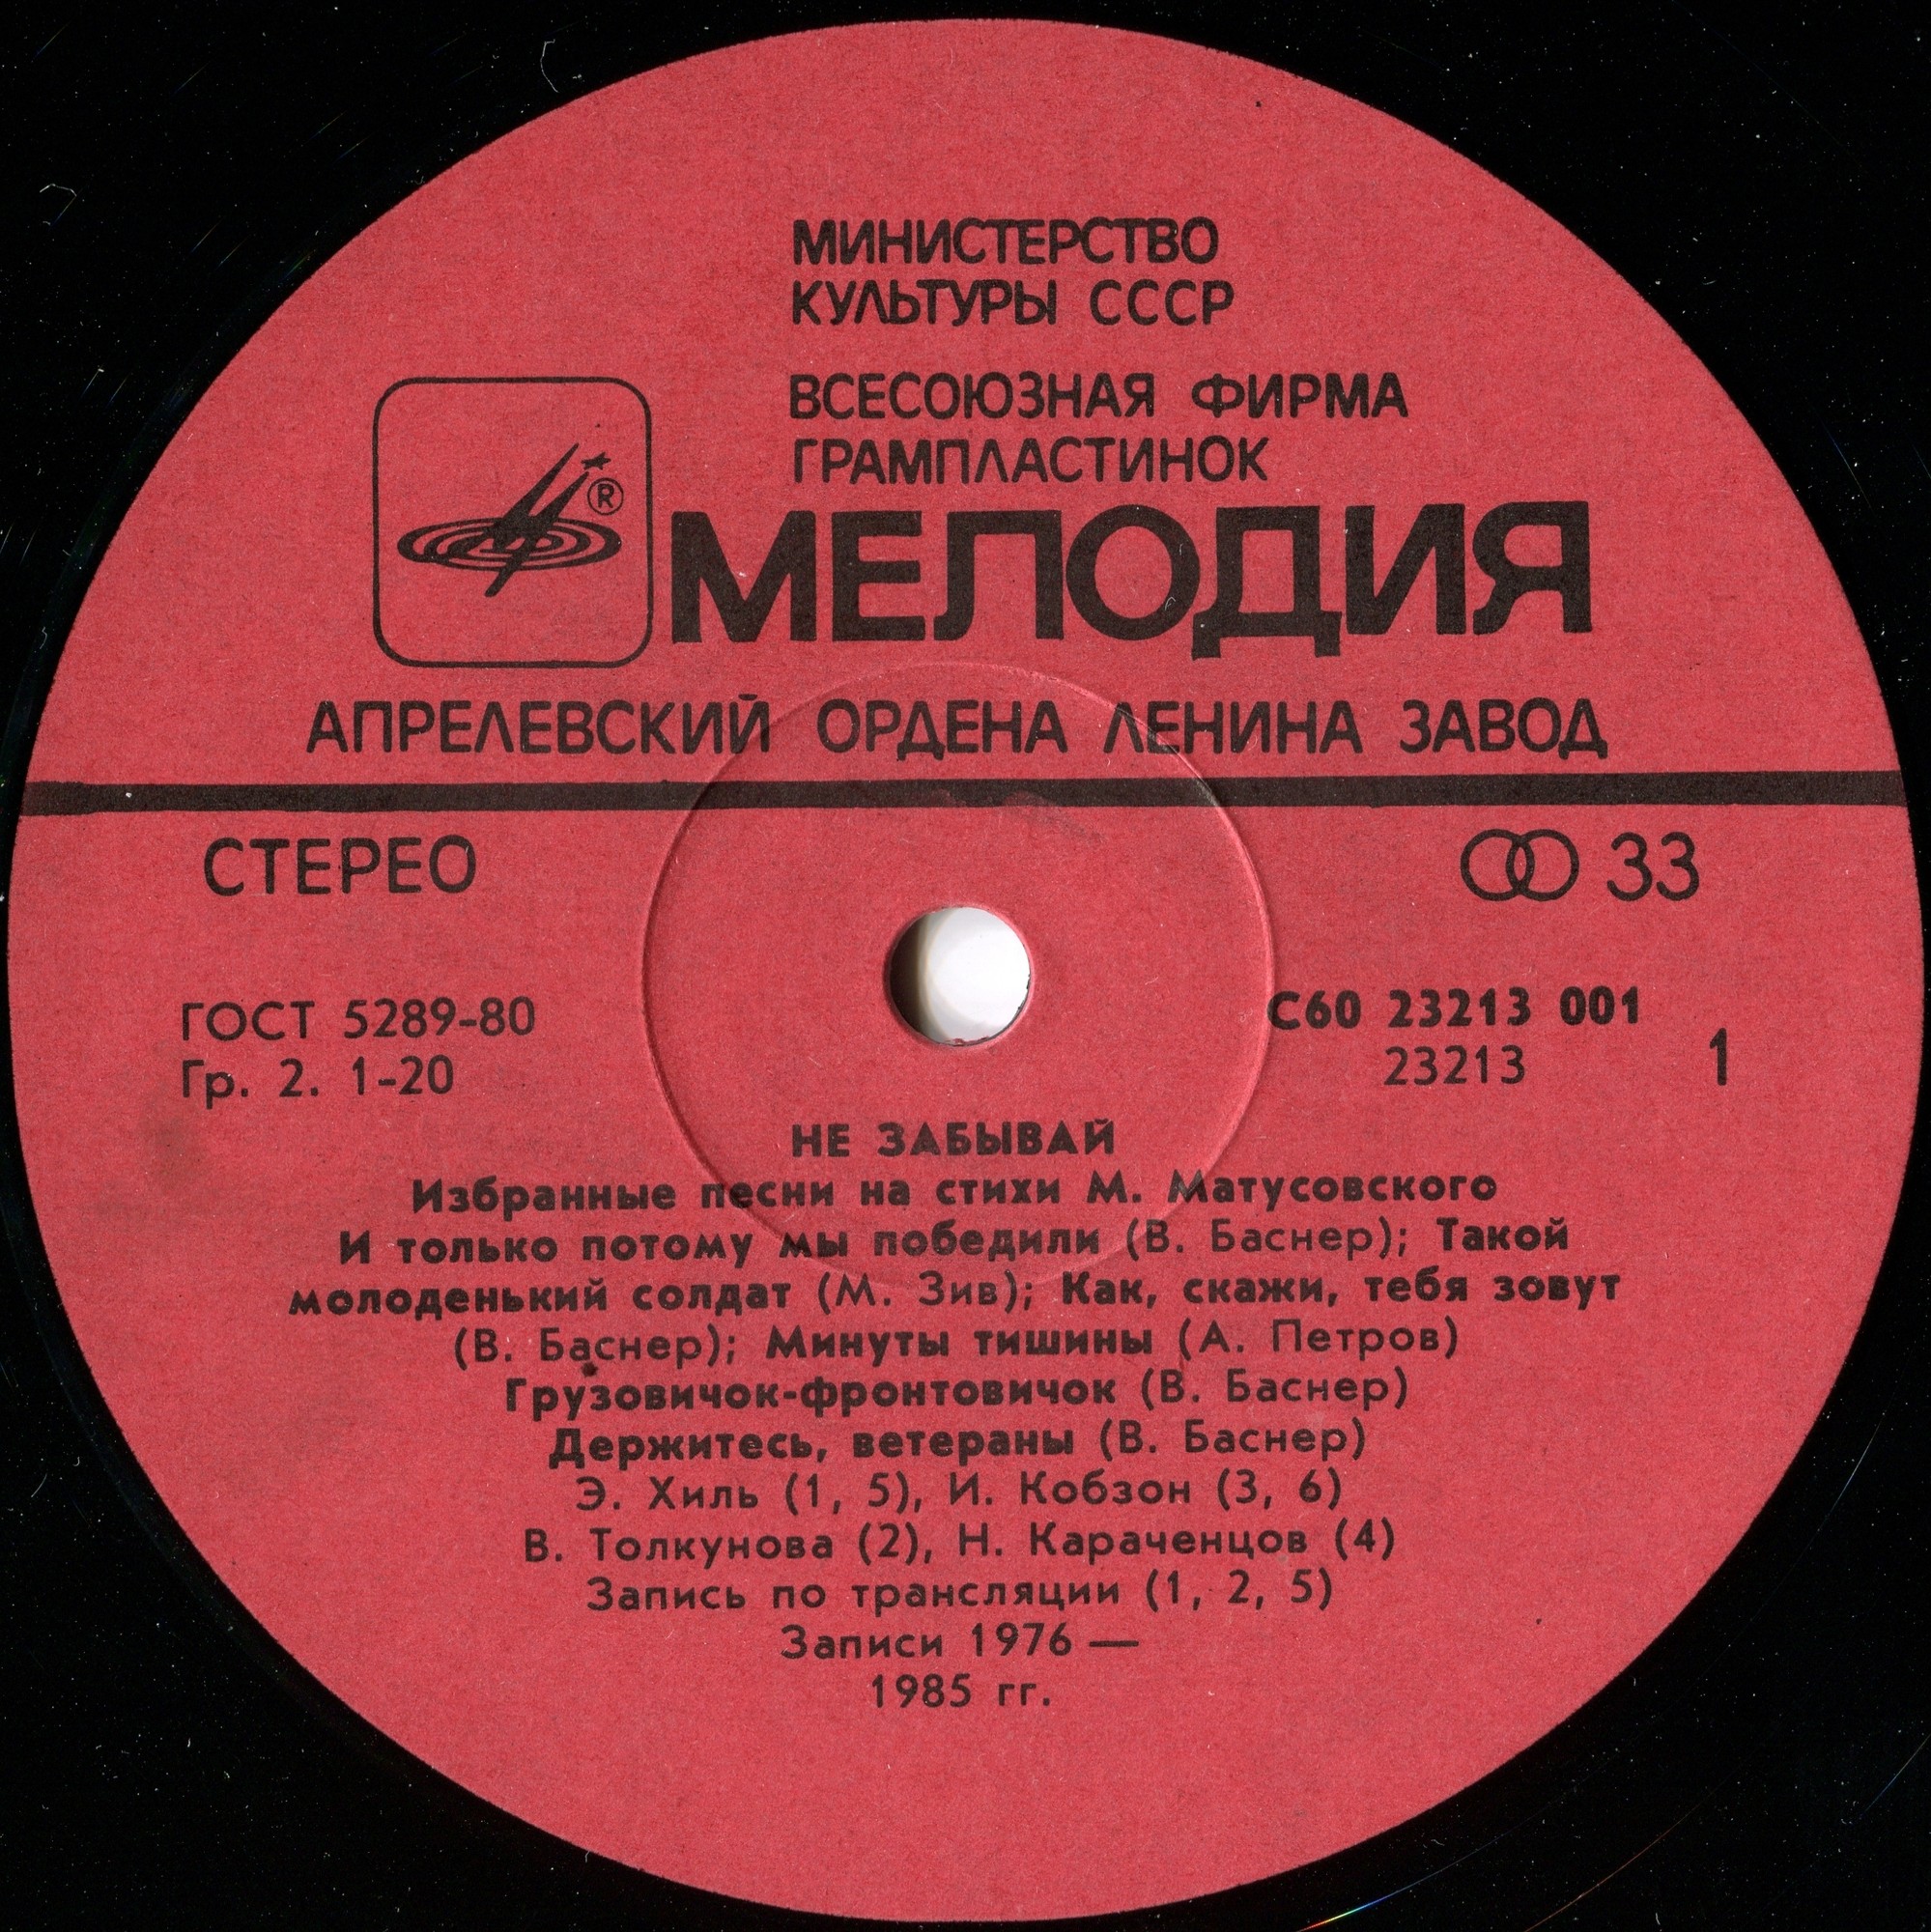 МИНИСТЕРСТВО
КУЛЬТУРЫ СССР
ВСЕСОЮЗНАЯ ФИРМА
ГРАМПЛАСТИНОК
®
МЕЛОДИЯ
АПРЕЛЕВСКИЙ ОРДЕНА ЛЕНИНА ЗАВОД
СТЕРЕО
33
ГОСТ 5289-80
Гр. 2. 1-20
С60 23213 001
23213
1
НЕ ЗАБЫВАЙ
Избранные песни на стихи М. Матусовского
И только потому мы победили (В. Баснер); Такой
молоденький солдат (М. Зив); Как, скажи, тебя зовут
(В. Баснер); Минуты тишины (А. Петров)
Грузовичок-фронтовичок (В. Баснер)
Держитесь, ветераны (В. Баснер)
Э. Хиль (1, 5), И. Кобзон (3, 6)
В. Толкунова (2), Н. Караченцов (4)
Запись по трансляции (1, 2, 5)
Записи 1976 —
1985 гг.